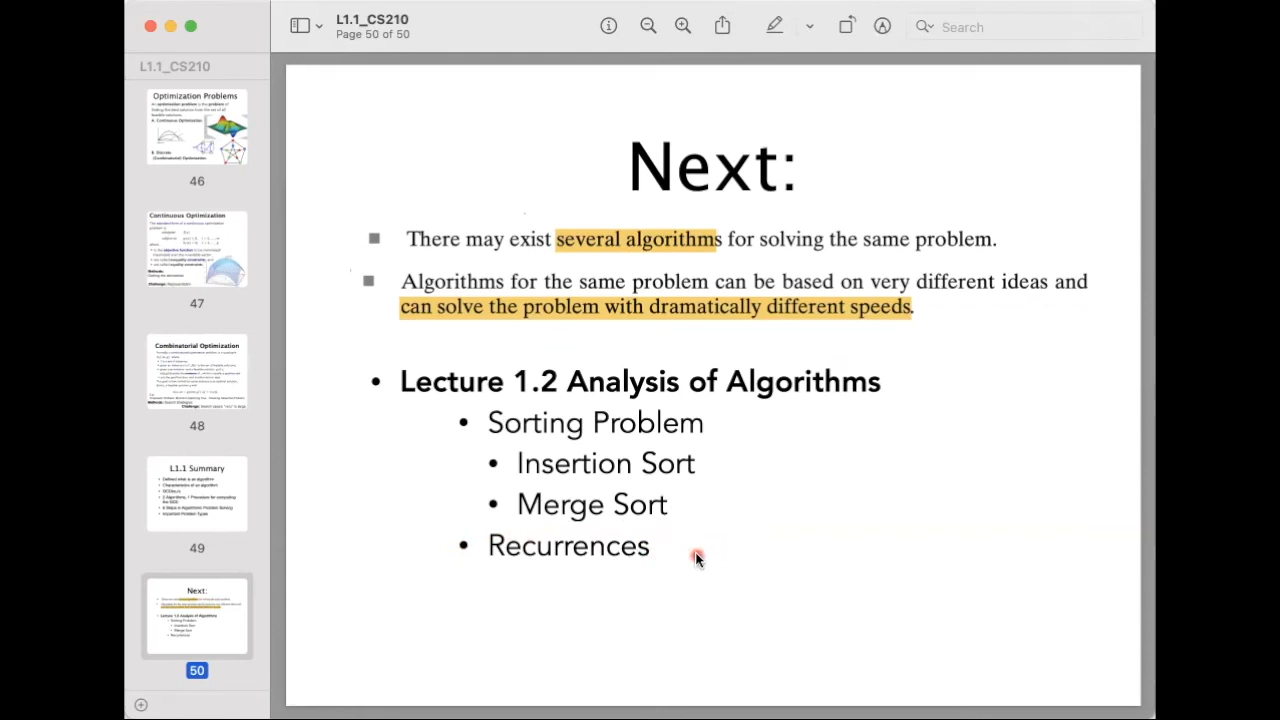 L1.1_CS210
Page 50 of 50
Search
L1.1_CS210
Optimization Problems
46
Continuous Optimization
47
Combinatorial Optimization
48
L1.1 Summary
49
Next:
50
Next:
There may exist several algorithms for solving the same problem.
Algorithms for the same problem can be based on very different ideas and
can solve the problem with dramatically different speeds.
• Lecture 1.2 Analysis of Algorithms
• Sorting Problem
• Insertion Sort
• Merge Sort
• Recurrences